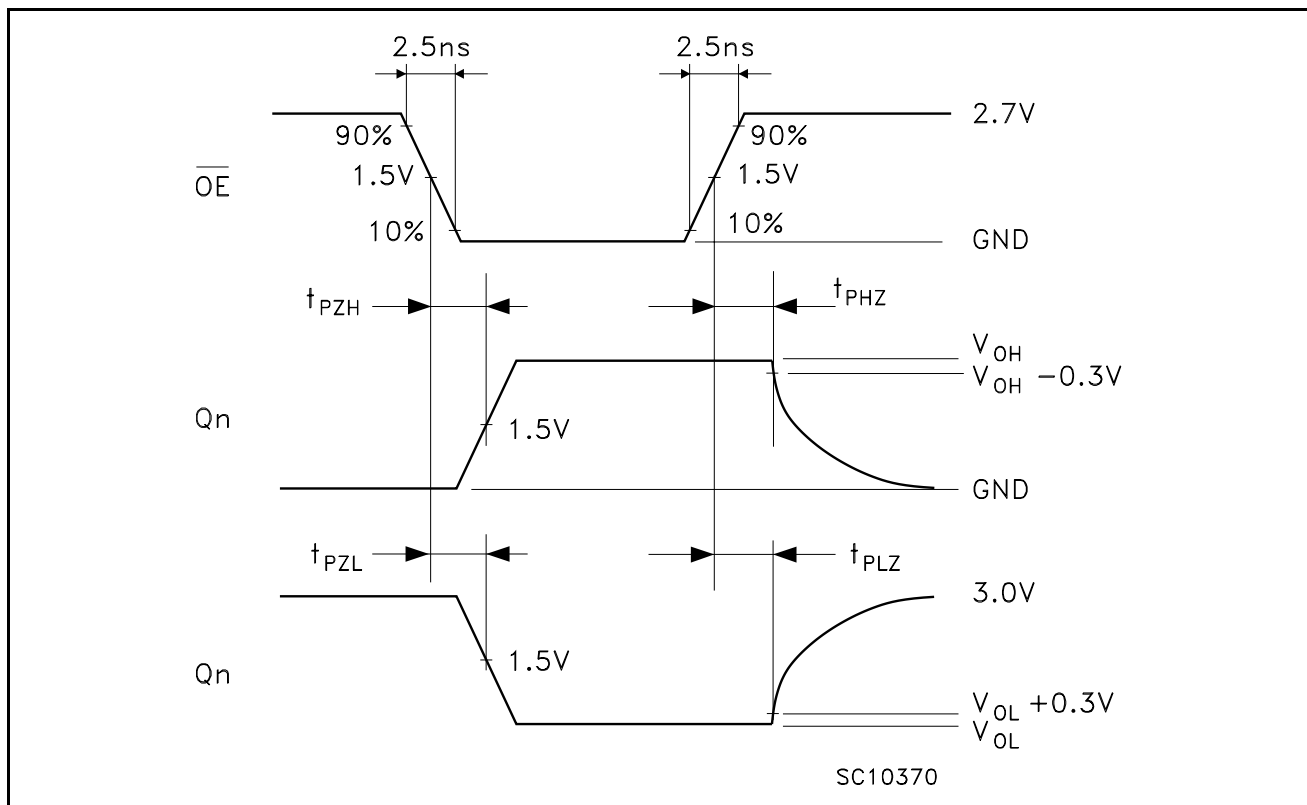 2.5ns 2.5ns
2.7V
90% 90%
1.5V 1.5V
OE
10% 10%
GND
tPZH tPHZ
VOH
VOH −0.3V
Qn
1.5V
GND
tPZL tPLZ
3.0V
1.5V
Qn
VOL +0.3V
VOL
SC10370